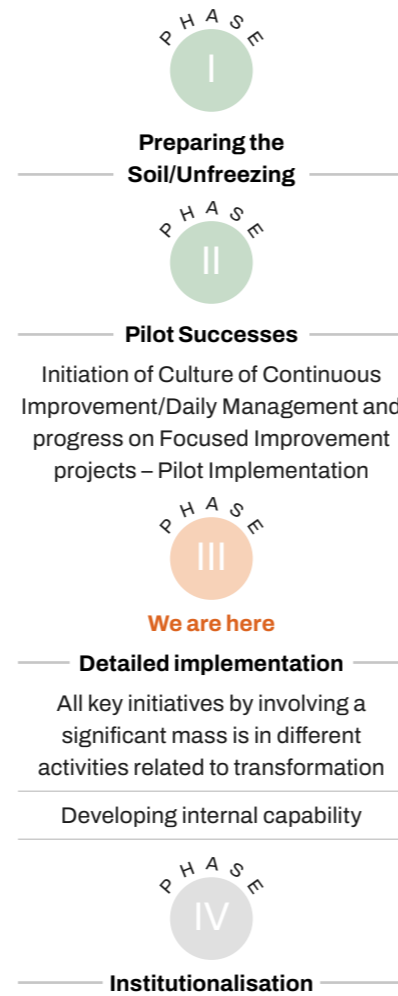 PHASE
I
Preparing the
Soil/Unfreezing
PHASE
II
Pilot Successes
Initiation of Culture of Continuous
Improvement/Daily Management and
progress on Focused Improvement
projects – Pilot Implementation
PHASE
III
We are here
Detailed implementation
All key initiatives by involving a
significant mass is in different
activities related to transformation
Developing internal capability
PHASE
IV
Institutionalisation